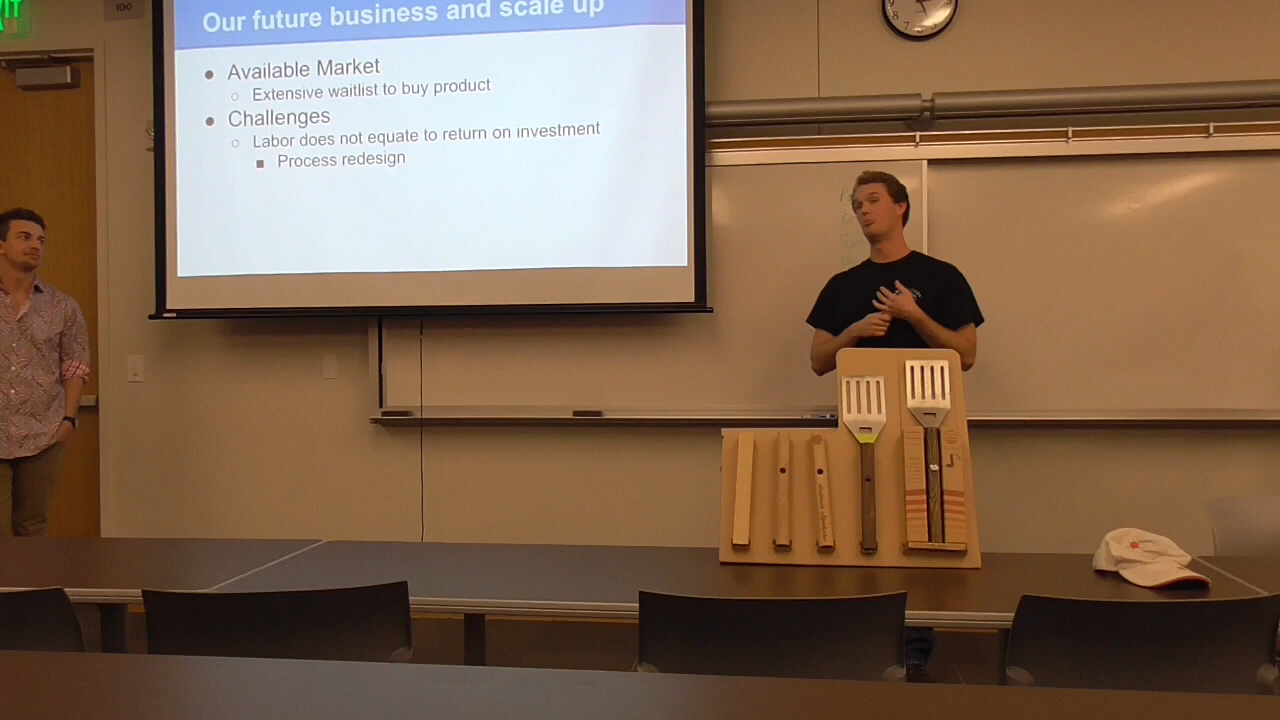 100
Our future business and scale up
Available Market
Extensive waitlist to buy product
Challenges
Labor does not equate to return on investment
Process redesign